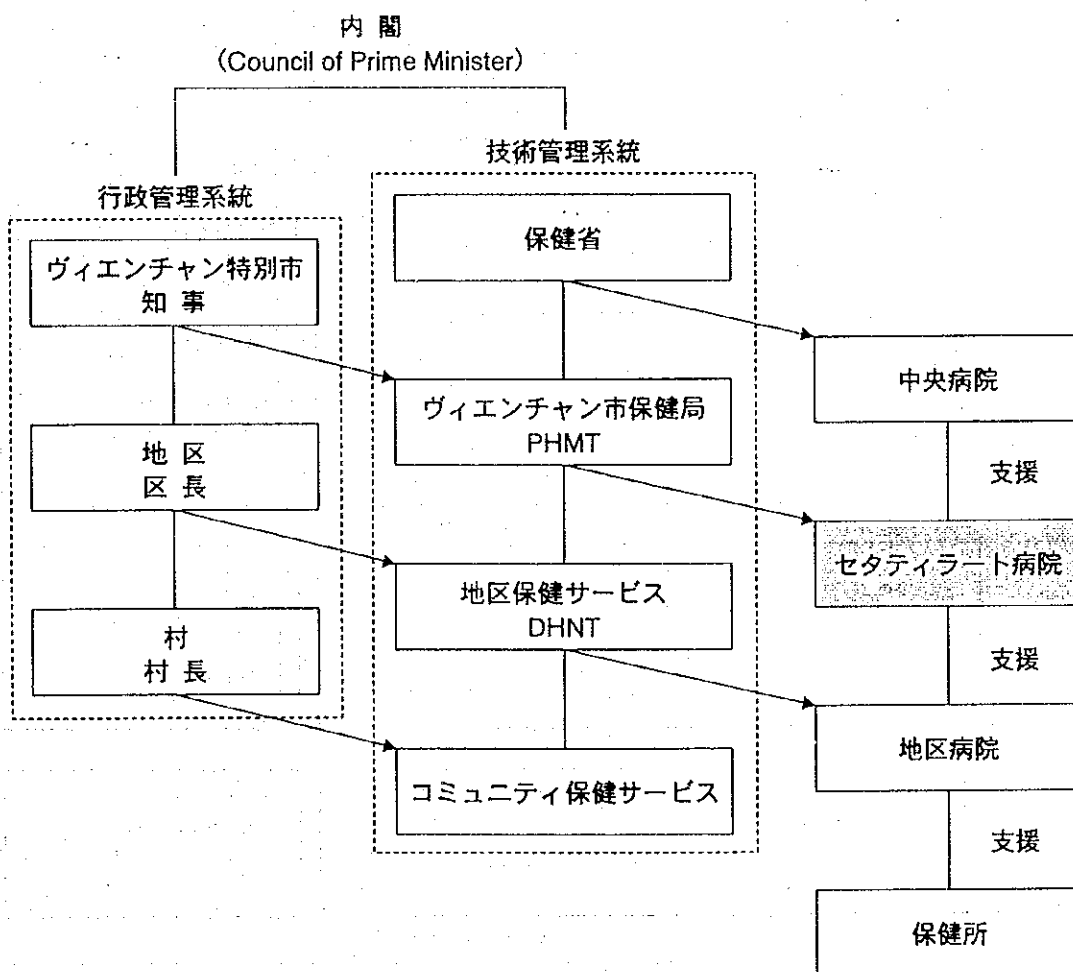 内 閣
（Council of Prime Minister）
技術管理系統
行政管理系統
保健省
ヴィエンチャン特別市
知 事
中央病院
ヴィエンチャン市保健局
PHMT
地 区
区 長
支援
セタティラート病院
地区保健サービス
DHNT
村
村 長
支援
地区病院
コミュニティ保健サービス
支援
保健所